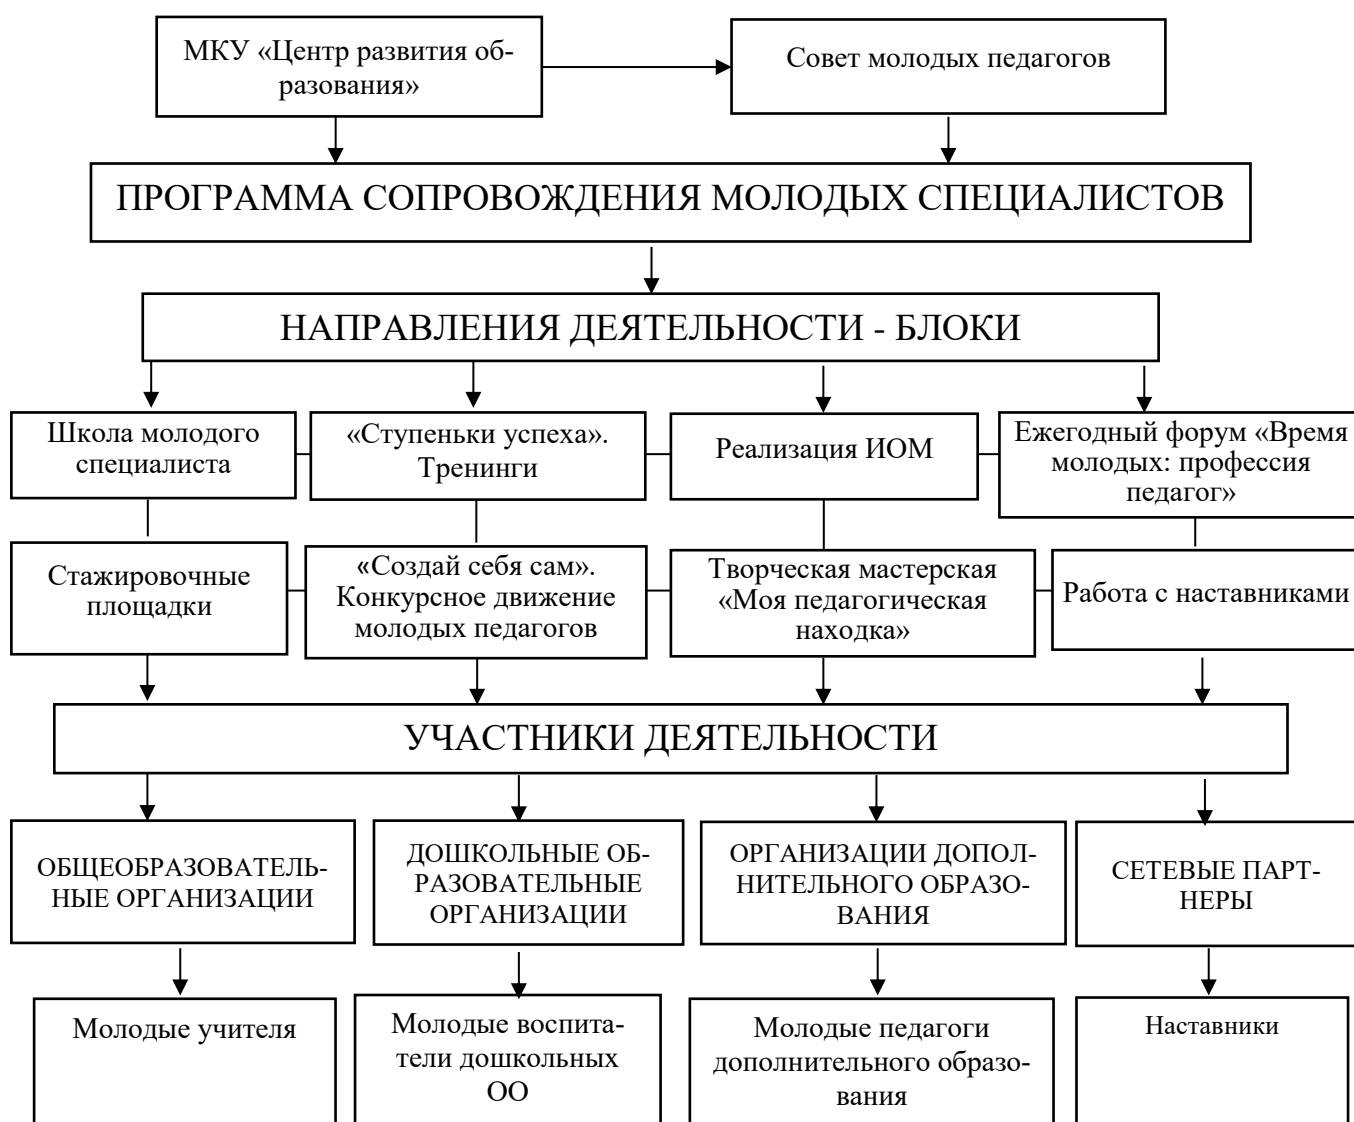 МКУ «Центр развития об-
разования»
Совет молодых педагогов
ПРОГРАММА СОПРОВОЖДЕНИЯ МОЛОДЫХ СПЕЦИАЛИСТОВ
НАПРАВЛЕНИЯ ДЕЯТЕЛЬНОСТИ - БЛОКИ
Школа молодого
специалиста
«Ступеньки успеха».
Тренинги
Реализация ИОМ
Ежегодный форум «Время
молодых: профессия
педагог»
Стажировочные
площадки
«Создай себя сам».
Конкурсное движение
молодых педагогов
Творческая мастерская
«Моя педагогическая
находка»
Работа с наставниками
УЧАСТНИКИ ДЕЯТЕЛЬНОСТИ
ОБЩЕОБРАЗОВАТЕЛЬ-
НЫЕ ОРГАНИЗАЦИИ
ДОШКОЛЬНЫЕ ОБ-
РАЗОВАТЕЛЬНЫЕ
ОРГАНИЗАЦИИ
ОРГАНИЗАЦИИ ДОПОЛ-
НИТЕЛЬНОГО ОБРАЗО-
ВАНИЯ
СЕТЕВЫЕ ПАРТ-
НЕРЫ
Молодые учителя
Молодые воспита-
тели дошкольных
ОО
Молодые педагоги
дополнительного образо-
вания
Наставники